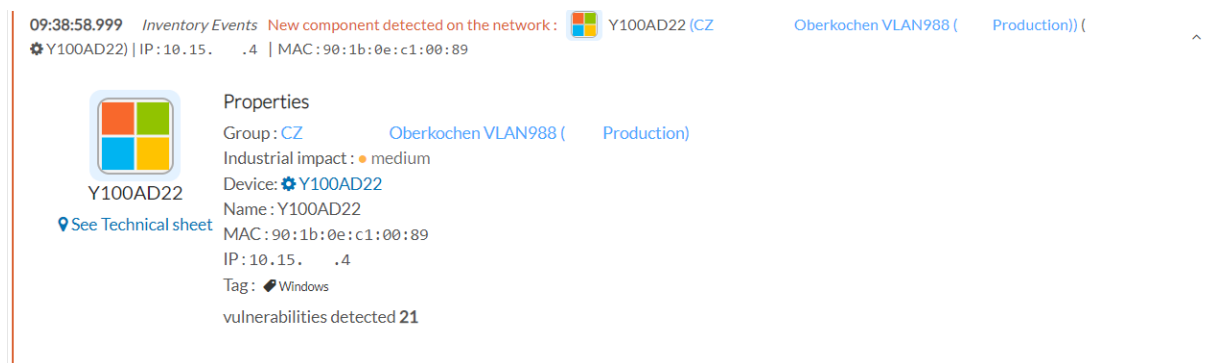 09:38:58.999 Inventory Events New component detected on the network : Y100AD22 (CZ Oberkochen VLAN988 ( Production)) (
Y100AD22) | IP:10.15. .4 | MAC:90:1b:0e:c1:00:89
Properties
Group : CZ Oberkochen VLAN988 ( Production)
Industrial impact : medium
Device: Y100AD22
Name : Y100AD22
MAC:90:1b:0e:c1:00:89
IP:10.15. .4
Tag : Windows
vulnerabilities detected 21
Y100AD22
See Technical sheet